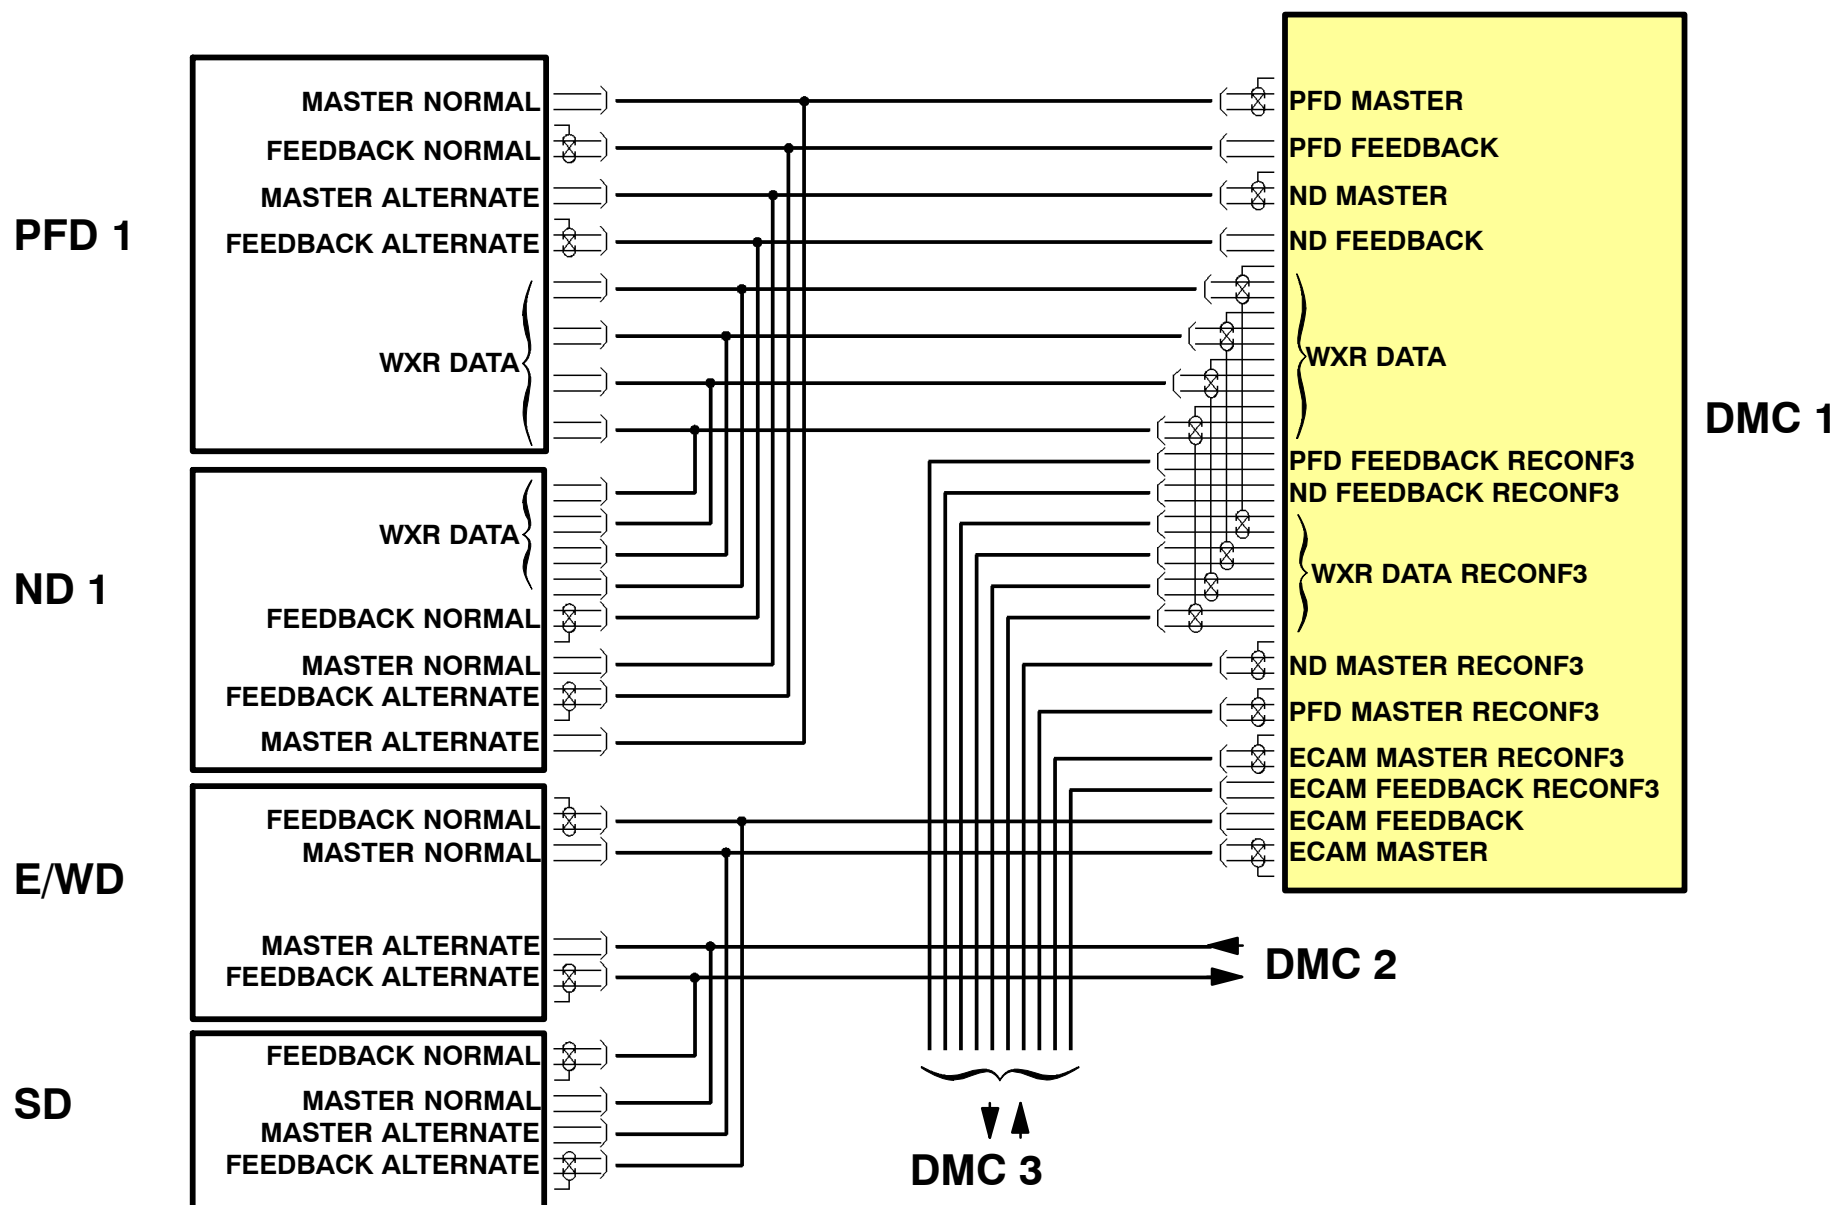 PFD 1
MASTER NORMAL
FEEDBACK NORMAL
MASTER ALTERNATE
FEEDBACK ALTERNATE
WXR DATA
ND 1
WXR DATA
FEEDBACK NORMAL
MASTER NORMAL
FEEDBACK ALTERNATE
MASTER ALTERNATE
E/WD
FEEDBACK NORMAL
MASTER NORMAL
MASTER ALTERNATE
FEEDBACK ALTERNATE
SD
FEEDBACK NORMAL
MASTER NORMAL
MASTER ALTERNATE
FEEDBACK ALTERNATE
PFD MASTER
PFD FEEDBACK
ND MASTER
ND FEEDBACK
WXR DATA
PFD FEEDBACK RECONF3
ND FEEDBACK RECONF3
WXR DATA RECONF3
ND MASTER RECONF3
PFD MASTER RECONF3
ECAM MASTER RECONF3
ECAM FEEDBACK RECONF3
ECAM FEEDBACK
ECAM MASTER
DMC 1
DMC 2
DMC 3